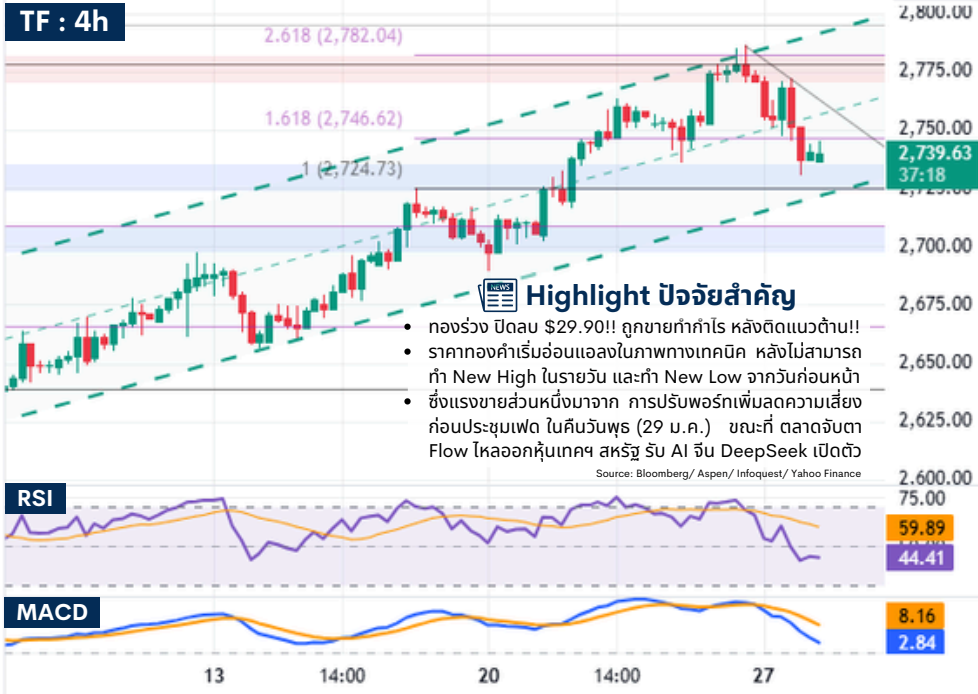 TF : 4h
2,800.00
2.618 (2,782.04)
2,775.00
1.618 (2,746.62)
2,750.00
2,739.63
37:18
1 (2,724.73)
2,725.00
2,700.00
NEWS
Highlight ปัจจัยสำคัญ
2,675.00
ทองร่วง ปิดลบ $29.90!! ถูกขายทำกำไร หลังติดแนวต้าน!!
ราคาทองคำเริ่มอ่อนแอลงในภาพทางเทคนิค หลังไม่สามารถ
2,650.00
ทำ New High ในรายวัน และทำ New Low จากวันก่อนหน้า
ซึ่งแรงขายส่วนหนึ่งมาจาก การปรับพอร์ทเพิ่มลดความเสี่ยง
2,625.00
ก่อนประชุมเฟด ในคืนวันพุธ (29 ม.ค.) ขณะที่ ตลาดจับตา
Flow ไหลออกหุ้นเทคฯ สหรัฐ รับ AI จีน DeepSeek เปิดตัว
Source: Bloomberg/ Aspen/ Infoquest/ Yahoo Finance
2,600.00
RSI
75.00
59.89
44.41
MACD
8.16
2.84
13
14:00
20
14:00
27